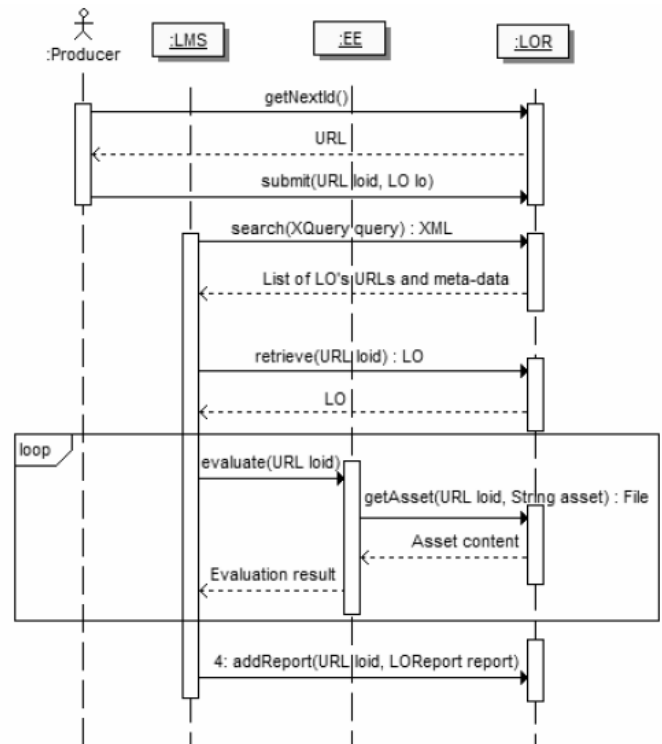 :Producer
:LMS
:EE
:LOR
getNextId()
URL
submit(URL loid, LO lo)
search(XQuery query) : XML
List of LO's URLs and meta-data
retrieve(URL loid) : LO
LO
loop
evaluate(URL loid)
getAsset(URL loid, String asset) : File
Asset content
Evaluation result
4: addReport(URL loid, LOReport report)